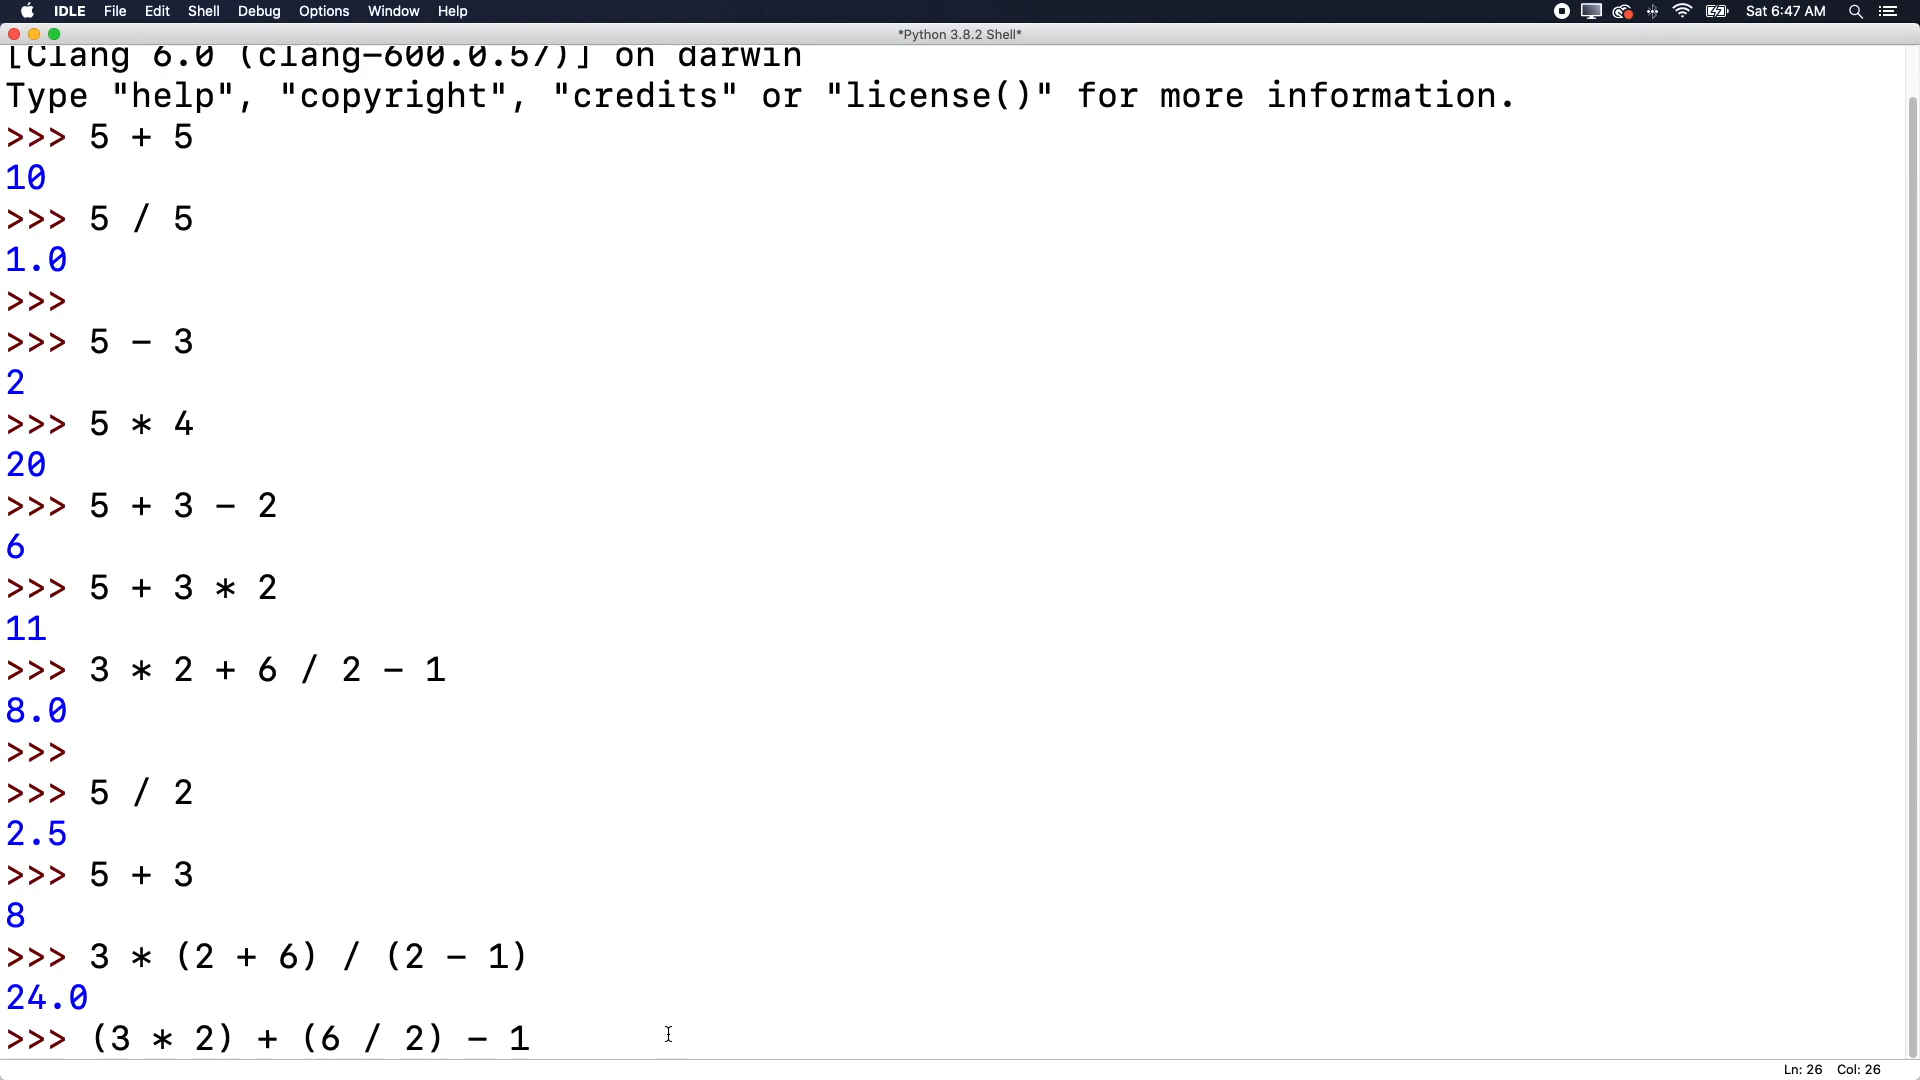 IDLE File Edit Shell Debug Options Window Help Sat 6:47 AM
*Python 3.8.2 Shell*
[Clang 6.0 (clang-600.0.57)] on darwin
Type "help", "copyright", "credits" or "license()" for more information.
>>> 5 + 5
10
>>> 5 / 5
1.0
>>>
>>> 5 - 3
2
>>> 5 * 4
20
>>> 5 + 3 - 2
6
>>> 5 + 3 * 2
11
>>> 3 * 2 + 6 / 2 - 1
8.0
>>>
>>> 5 / 2
2.5
>>> 5 + 3
8
>>> 3 * (2 + 6) / (2 - 1)
24.0
>>> (3 * 2) + (6 / 2) - 1
Ln: 26 Col: 26